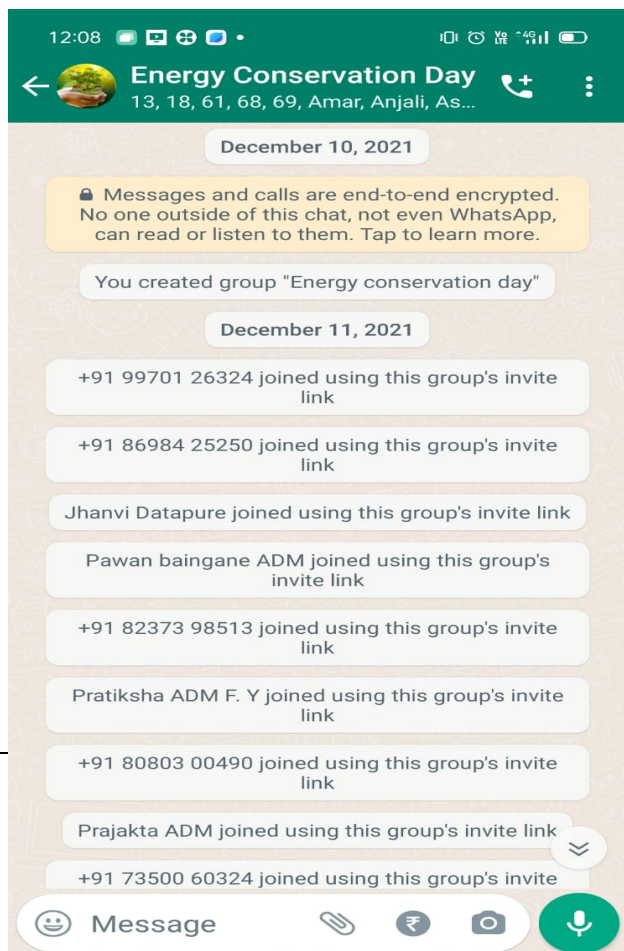 12:08
Vo LTE 4G
Energy Conservation Day
13, 18, 61, 68, 69, Amar, Anjali, As...
December 10, 2021
Messages and calls are end-to-end encrypted.
No one outside of this chat, not even WhatsApp,
can read or listen to them. Tap to learn more.
You created group "Energy conservation day"
December 11, 2021
+91 99701 26324 joined using this group's invite
link
+91 86984 25250 joined using this group's invite
link
Jhanvi Datapure joined using this group's invite link
Pawan baingane ADM joined using this group's
invite link
+91 82373 98513 joined using this group's invite
link
Pratiksha ADM F. Y joined using this group's invite
link
+91 80803 00490 joined using this group's invite
link
Prajakta ADM joined using this group's invite link
+91 73500 60324 joined using this group's invite
Message ₹